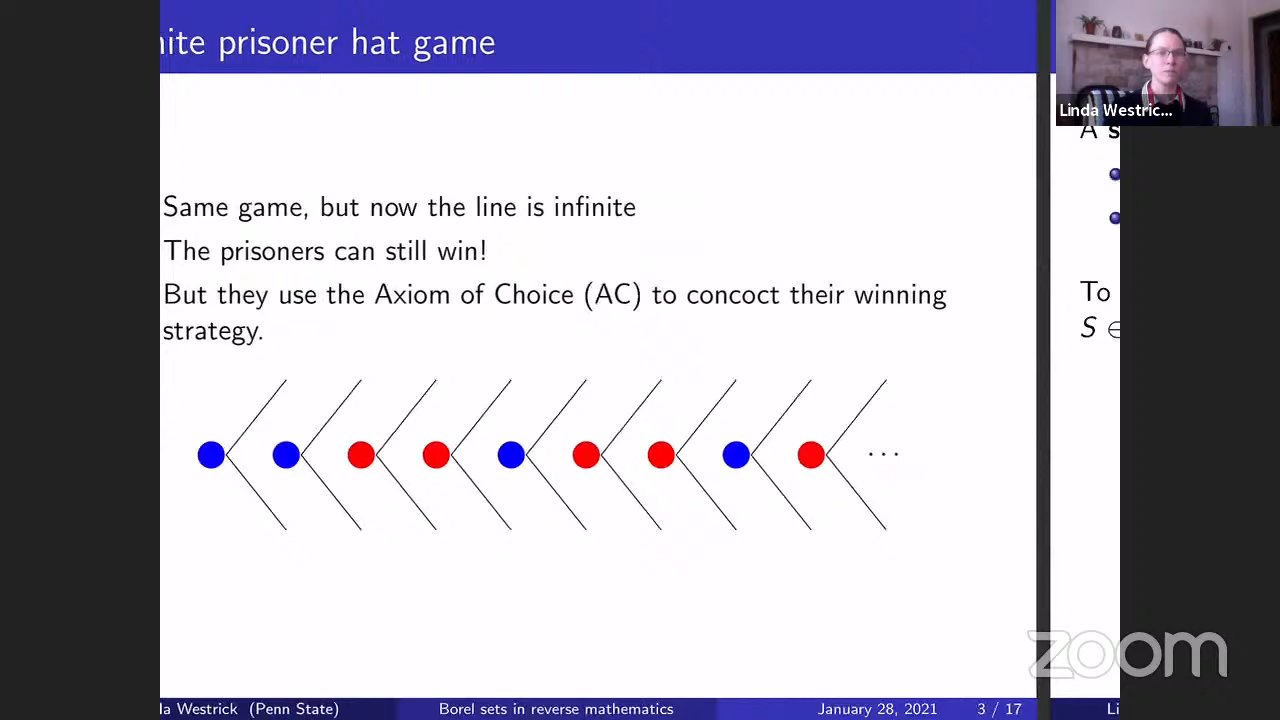 nite prisoner hat game
Same game, but now the line is infinite
The prisoners can still win!
But they use the Axiom of Choice (AC) to concoct their winning
strategy.
...
Linda Westric...
A s
To
S ∈
zoom
da Westrick (Penn State)
Borel sets in reverse mathematics
January 28, 2021
3 / 17
Li